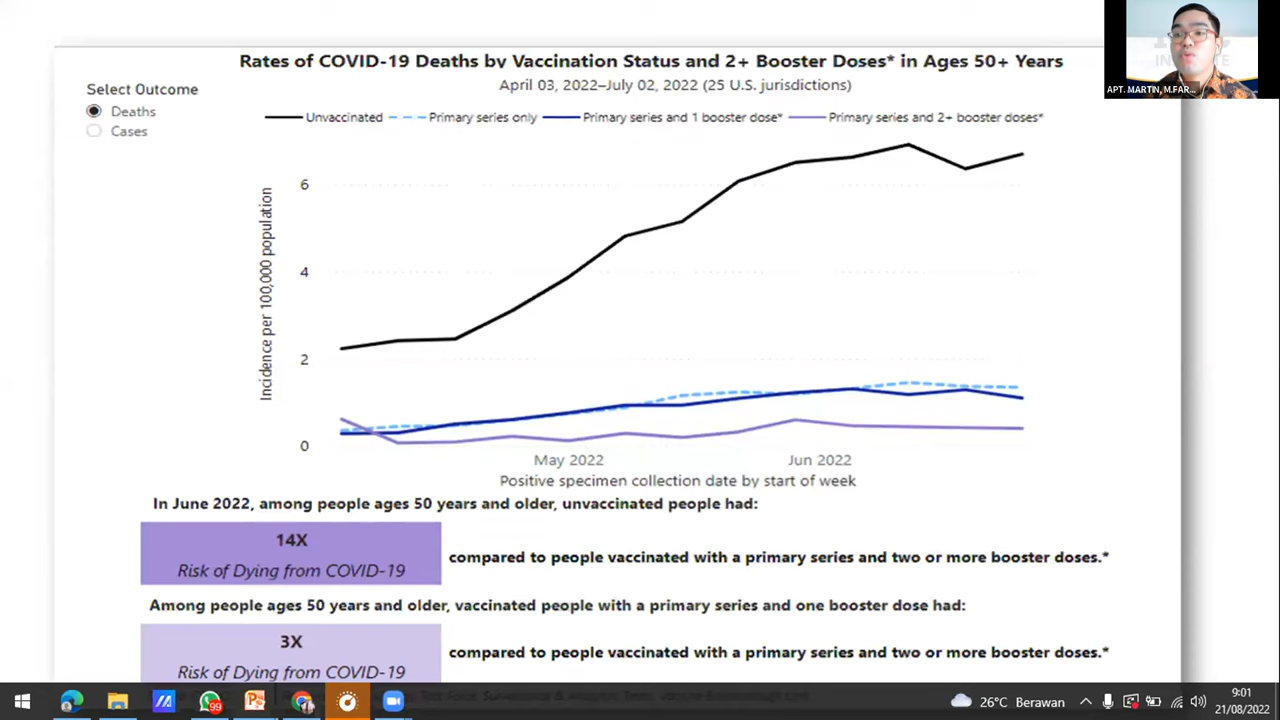 Rates of COVID-19 Deaths by Vaccination Status and 2+ Booster Doses* in Ages 50+ Years
April 03, 2022–July 02, 2022 (25 U.S. jurisdictions)
Select Outcome
Deaths
Cases
Unvaccinated
Primary series only
Primary series and 1 booster dose*
Primary series and 2+ booster doses*
Incidence per 100,000 population
6
4
2
0
May 2022
Jun 2022
Positive specimen collection date by start of week
In June 2022, among people ages 50 years and older, unvaccinated people had:
14X
Risk of Dying from COVID-19
compared to people vaccinated with a primary series and two or more booster doses.*
Among people ages 50 years and older, vaccinated people with a primary series and one booster dose had:
3X
Risk of Dying from COVID-19
compared to people vaccinated with a primary series and two or more booster doses.*
APT. MARTIN, M.FAR...
99
26°C Berawan
9:01
21/08/2022